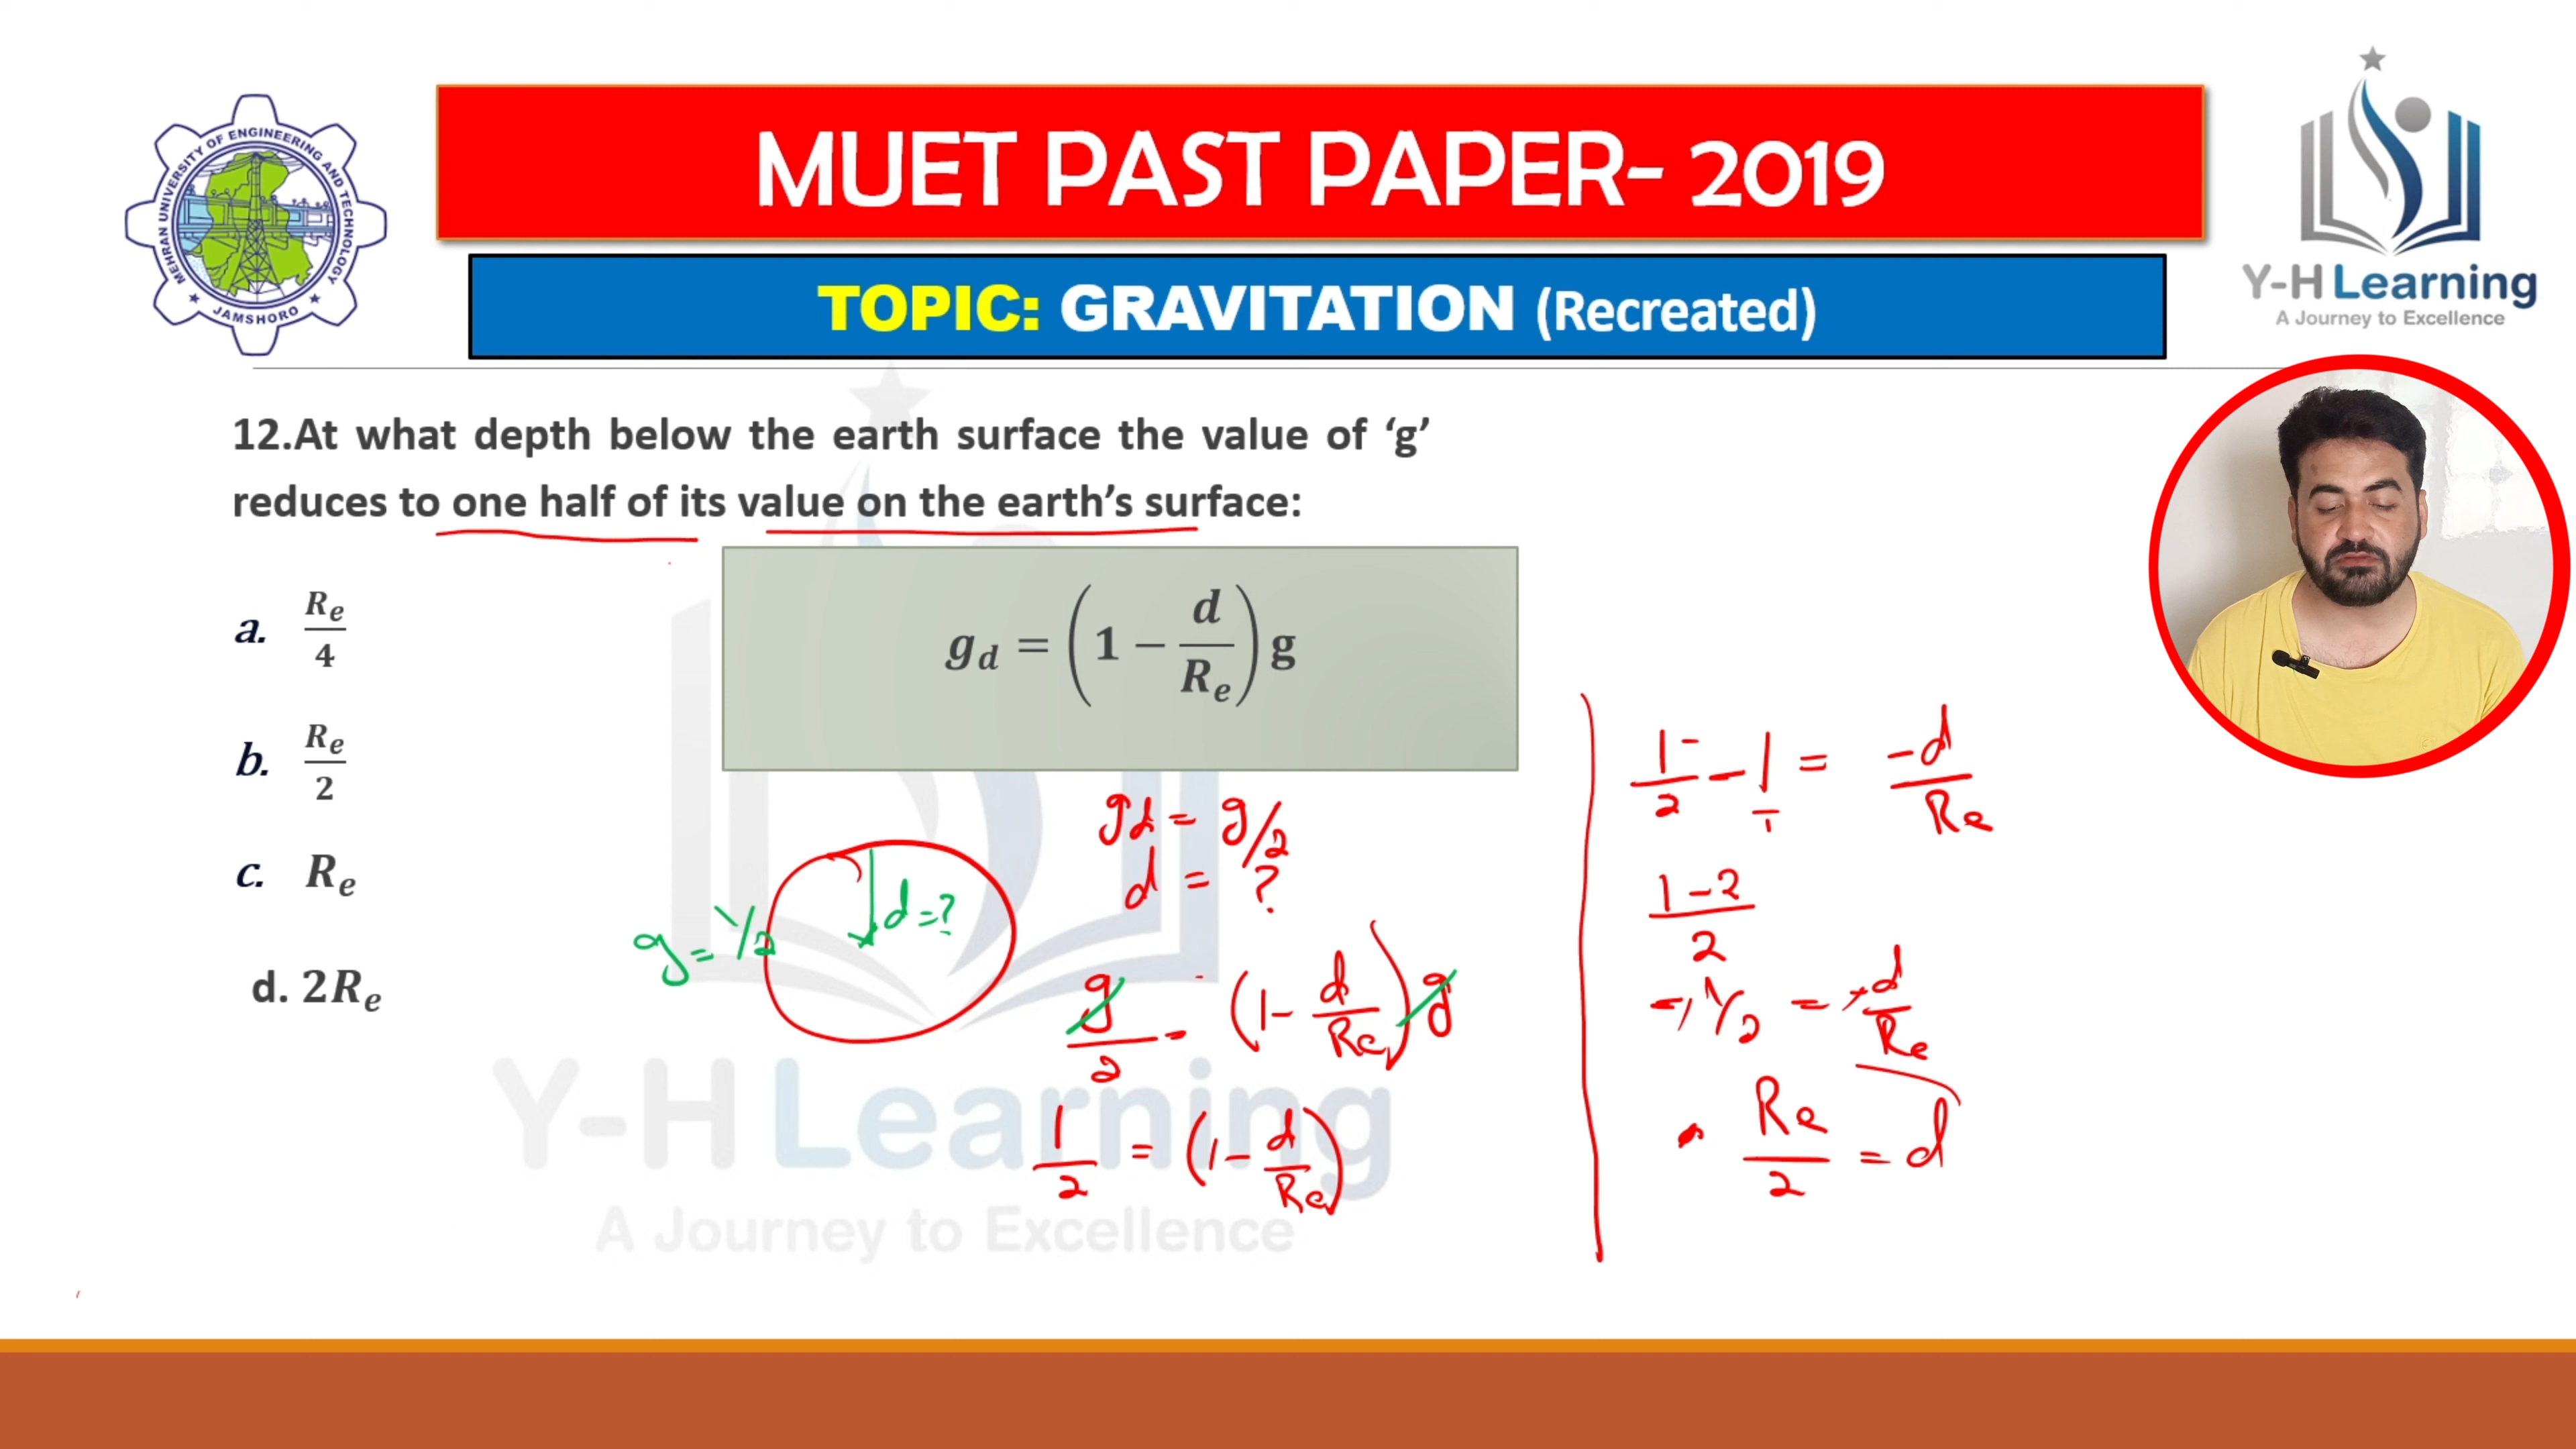 MEHRAN UNIVERSITY OF ENGINEERING AND TECHNOLOGY
JAMSHORO
MUET PAST PAPER- 2019
TOPIC: GRAVITATION (Recreated)
Y-H Learning
A Journey to Excellence
12.At what depth below the earth surface the value of ‘g’
reduces to one half of its value on the earth’s surface:
a. Re/4
b. Re/2
c. Re
d. 2Re
gd = (1 − d/Re)g
gd = g/2
d = ?
g = 1/2
d = ?
g/2 = (1 - d/Re) g
1/2 = (1 - d/Re)
1/2 - 1/1 = -d/Re
1-2/2
-1/2 = -d/Re
Re/2 = d
Y-H Learning
A Journey to Excellence